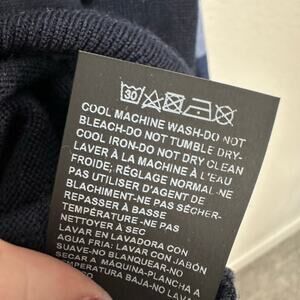 30
COOL MACHINE WASH-DO NOT
BLEACH-DO NOT TUMBLE DRY-
COOL IRON-DO NOT DRY CLEAN
LAVER À LA MACHINE À L'EAU
FROIDE; RÉGLAGE NORMAL-NE
PAS UTILISER D'AGENT DE
BLACHIMENT-NE PAS SÉCHER-
REPASSER À BASSE
TEMPÉRATURE -NE PAS
NETTOYER À SEC
LAVAR EN LAVADORA CON
AGUA FRIA; LAVAR CON JABÓN
SUAVE-NO BLANQUEAR-NO
SECAR A MÁQUINA-PLANCHA A
TEMPERATURA BAJA-NO LAVAR